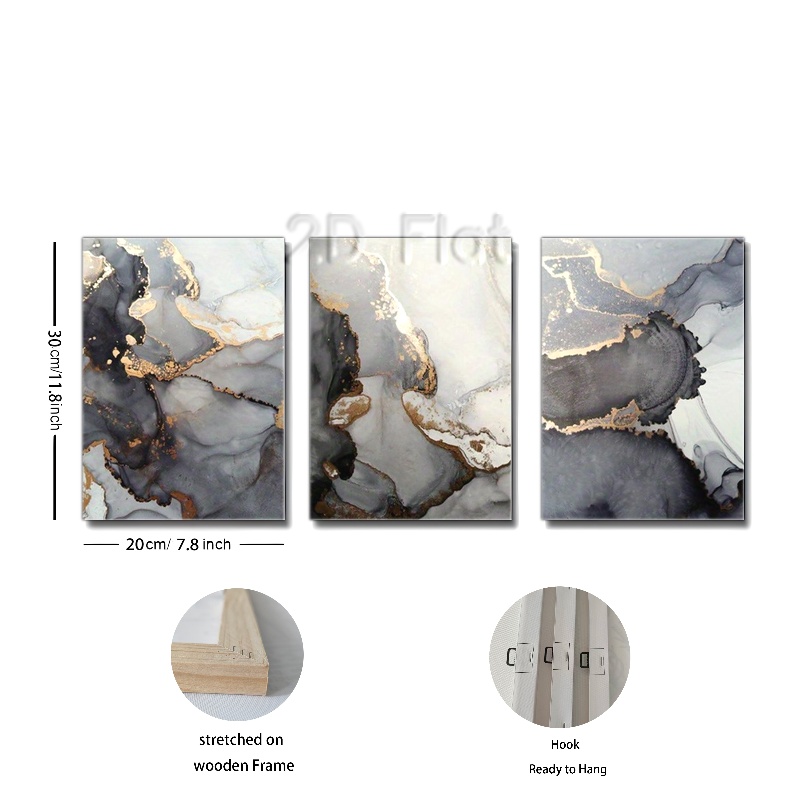 2D Flat
30cm/11.8inch
20cm/ 7.8 inch
stretched on
wooden Frame
Hook
Ready to Hang